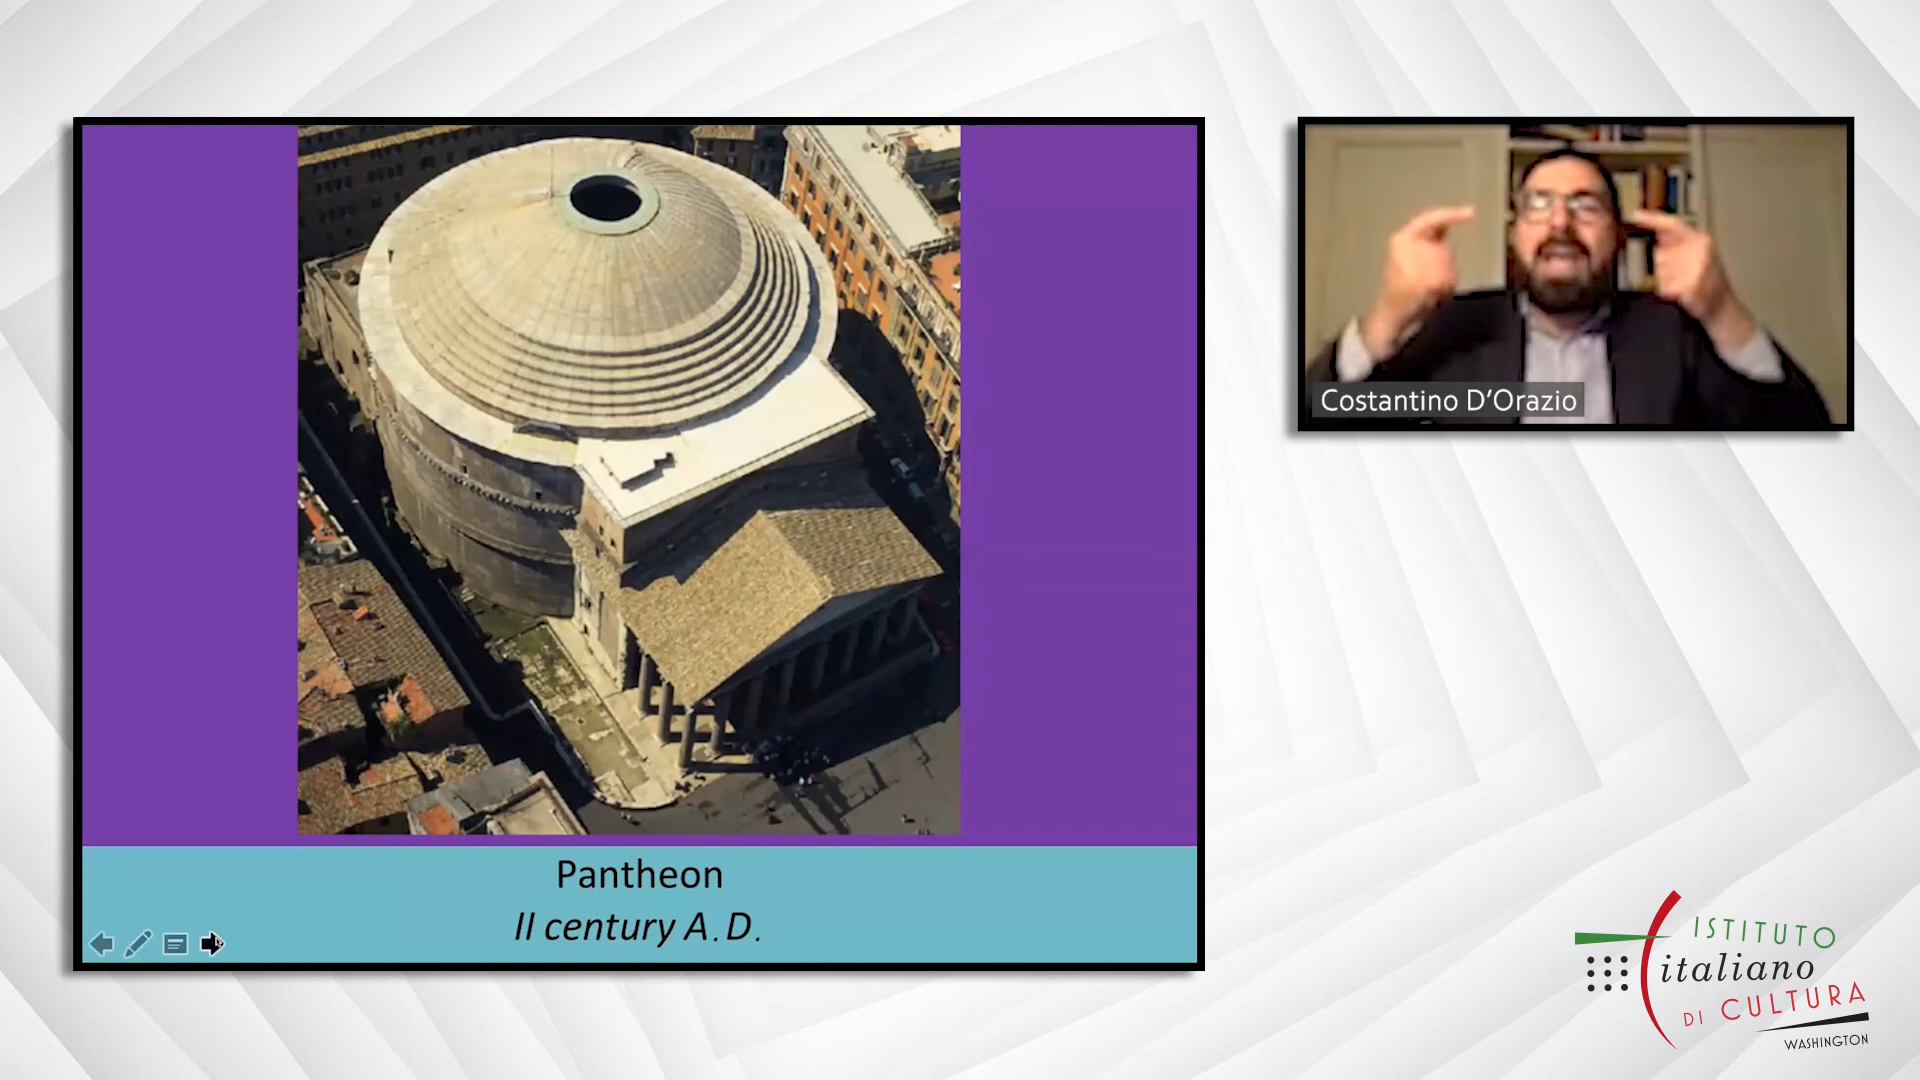 Costantino D’Orazio
Pantheon
II century A.D.
ISTITUTO
italiano
DI CULTURA
WASHINGTON